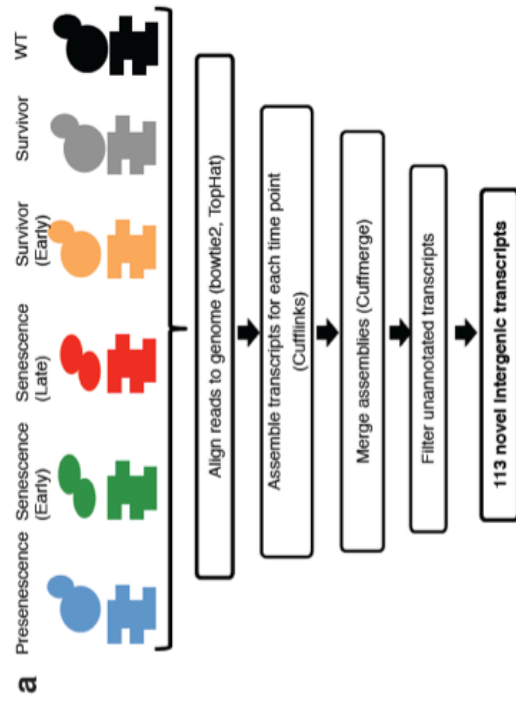 a
Presenescence
Senescence
(Early)
Senescence
(Late)
Survivor
(Early)
Survivor
WT
Align reads to genome (bowtie2, TopHat)
Assemble transcripts for each time point
(Cufflinks)
Merge assemblies (Cuffmerge)
Filter unannotated transcripts
113 novel intergenic transcripts